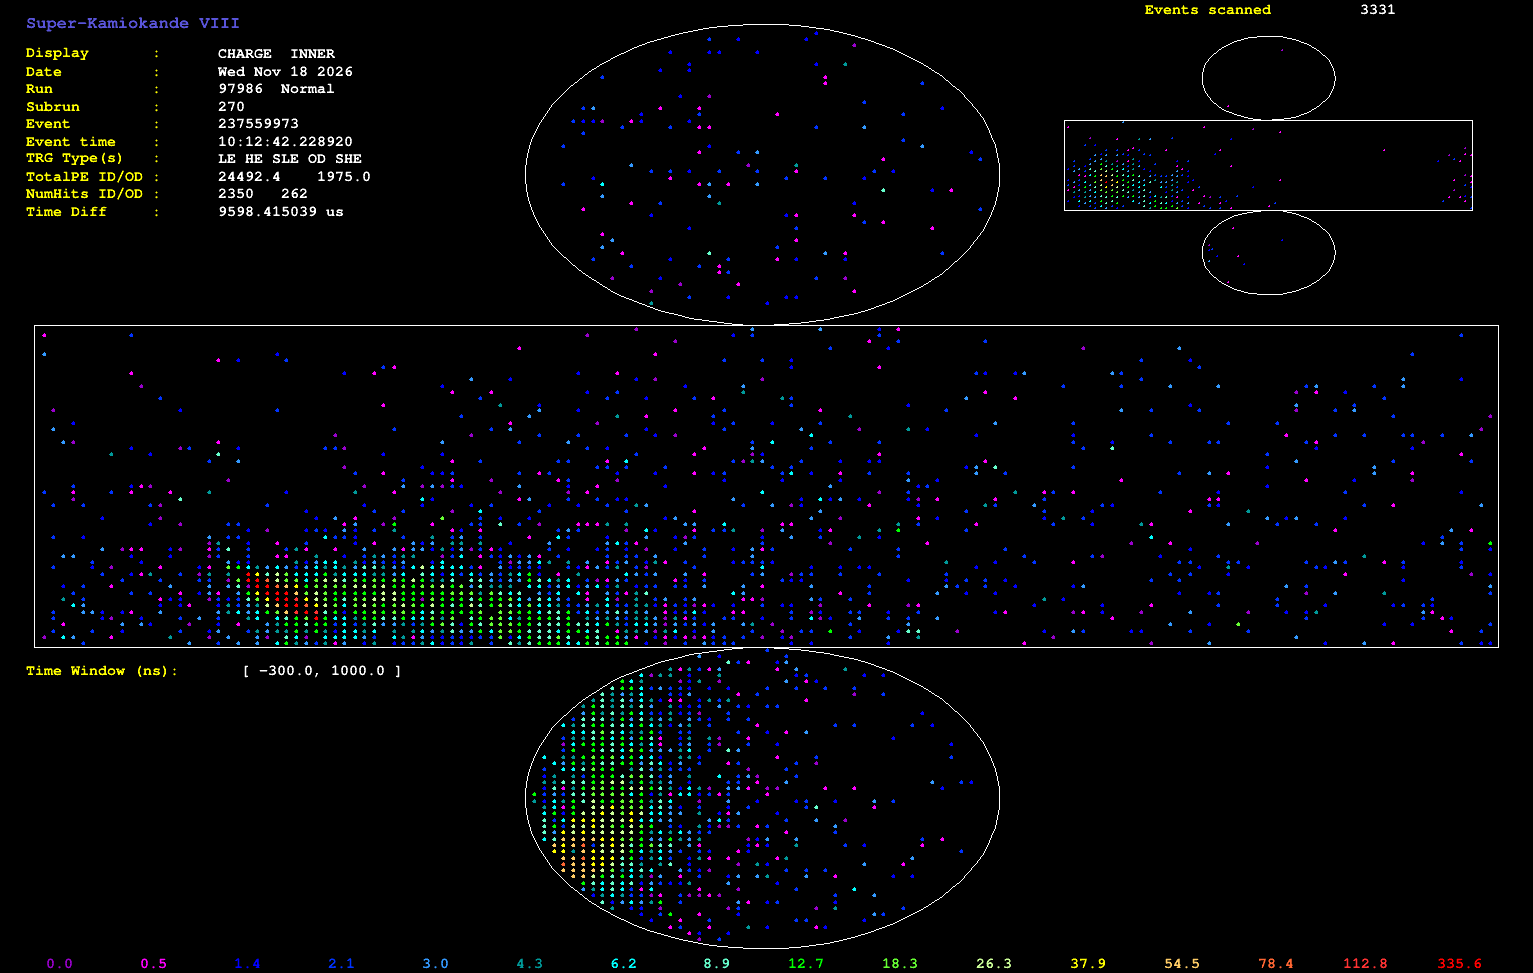 Super-Kamiokande VIII
Display : CHARGE INNER
Date : Wed Nov 18 2026
Run : 97986 Normal
Subrun : 270
Event : 237559973
Event time : 10:12:42.228920
TRG Type(s) : LE HE SLE OD SHE
TotalPE ID/OD : 24492.4 1975.0
NumHits ID/OD : 2350 262
Time Diff : 9598.415039 us
Events scanned 3331
Time Window (ns): [ −300.0, 1000.0 ]
0.0 0.5 1.4 2.1 3.0 4.3 6.2 8.9 12.7 18.3 26.3 37.9 54.5 78.4 112.8 335.6